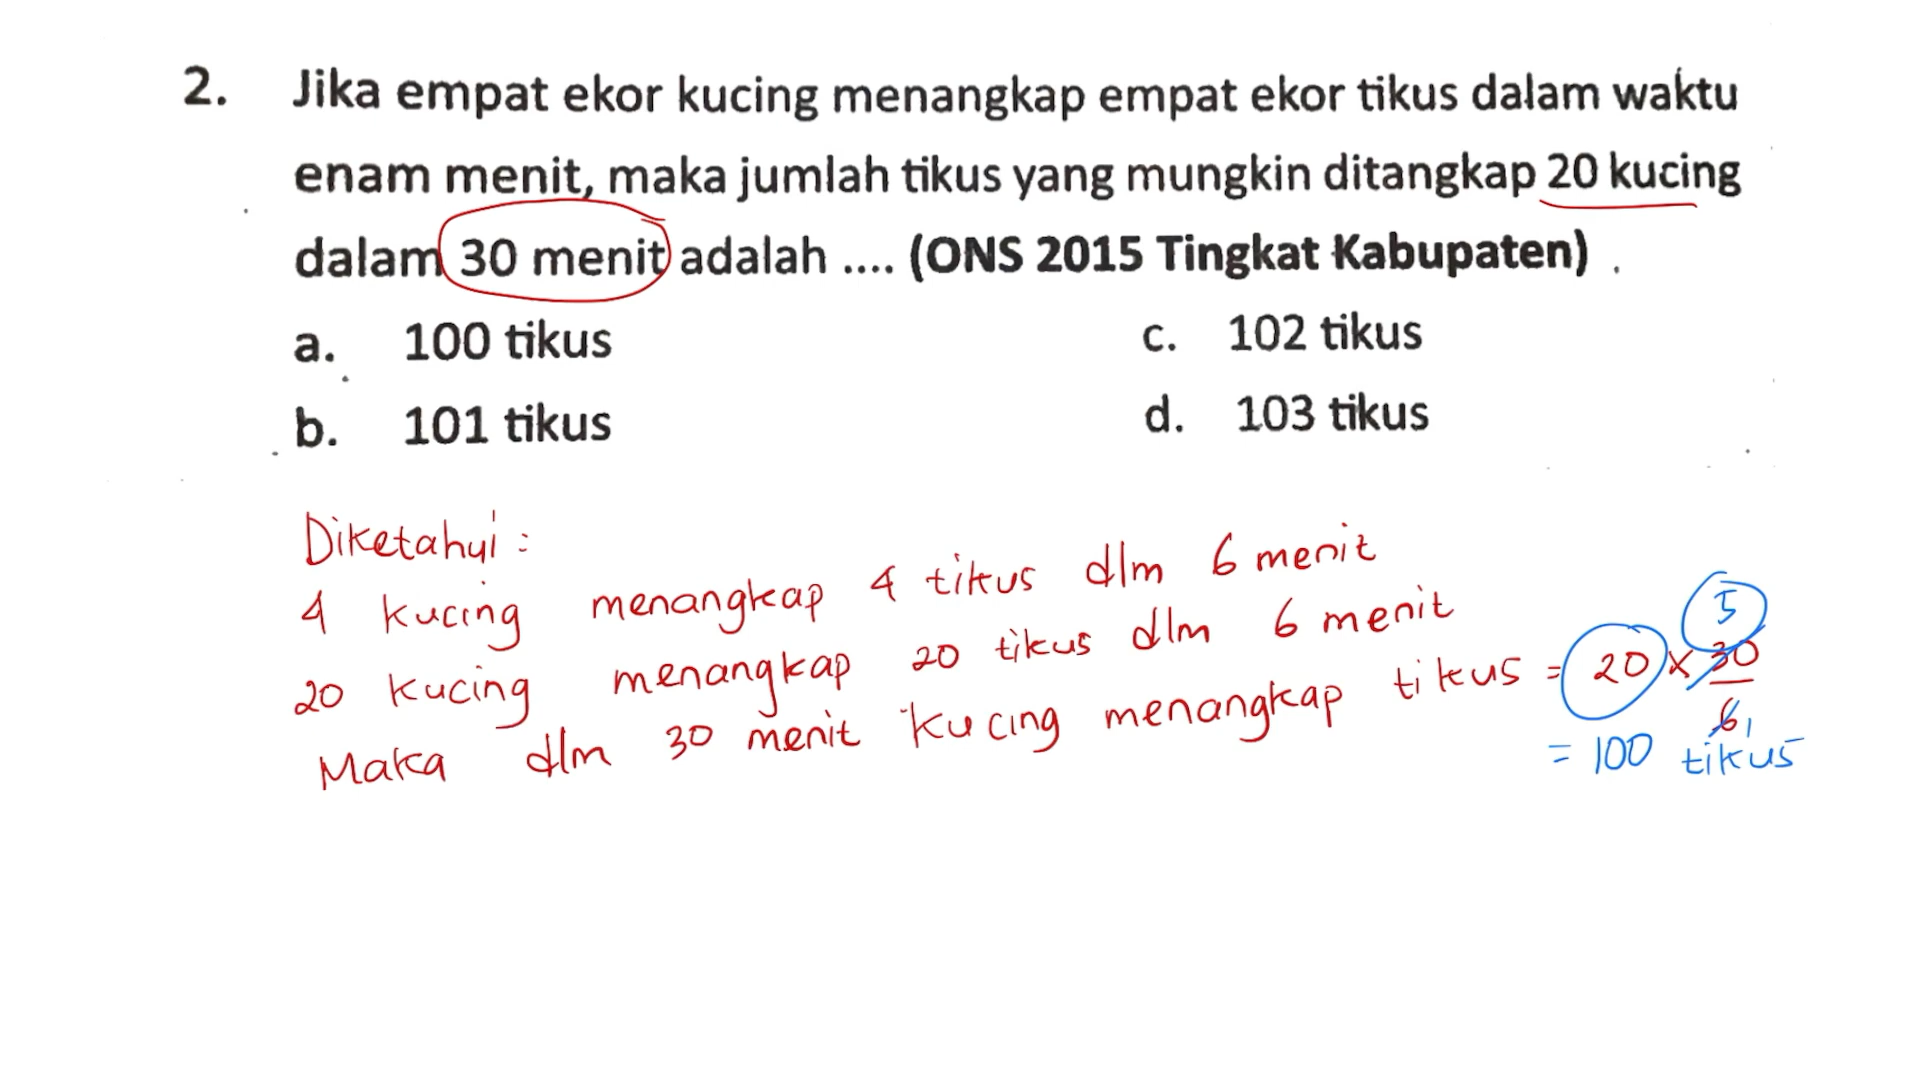 2. Jika empat ekor kucing menangkap empat ekor tikus dalam waktu
enam menit, maka jumlah tikus yang mungkin ditangkap 20 kucing
dalam 30 menit adalah .... (ONS 2015 Tingkat Kabupaten)
a. 100 tikus
b. 101 tikus
c. 102 tikus
d. 103 tikus
Diketahui :
4 kucing menangkap 4 tikus dlm 6 menit
20 kucing menangkap 20 tikus dlm 6 menit
Maka dlm 30 menit kucing menangkap tikus = 20 x 30/6
5
1
= 100 tikus